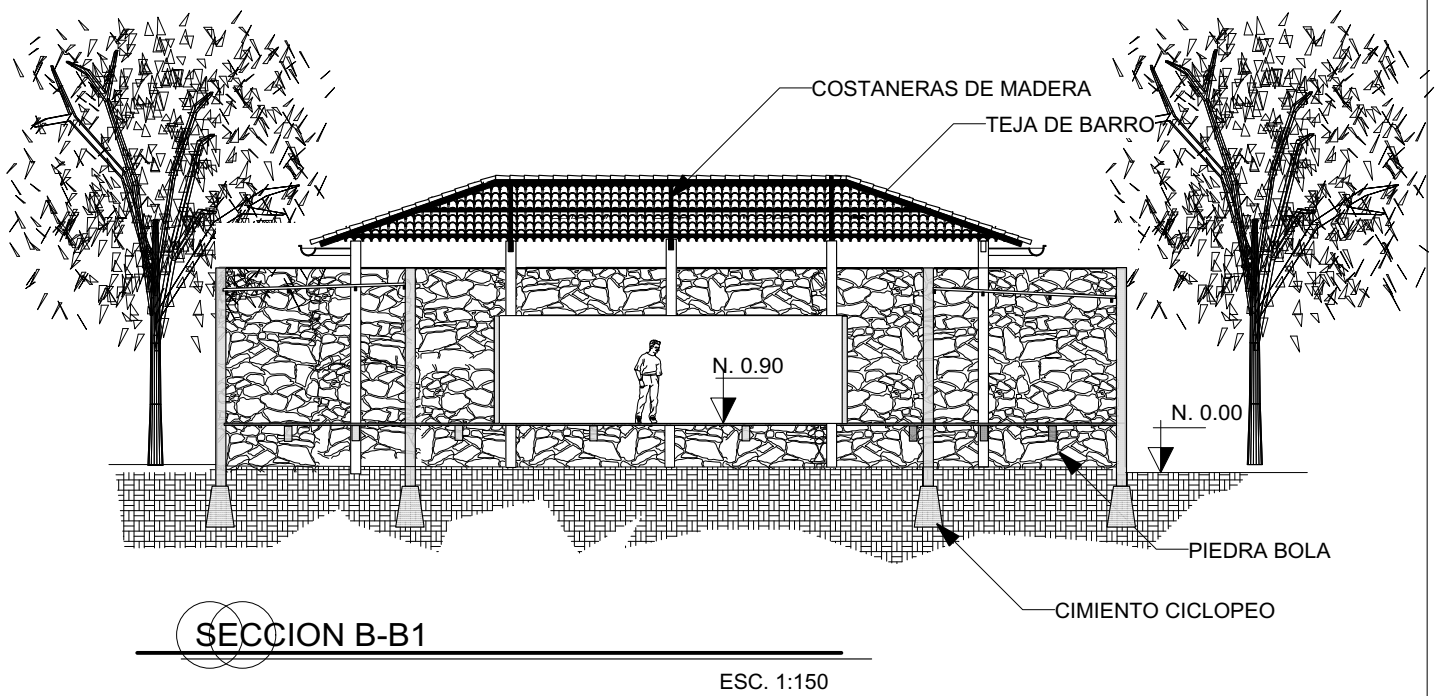 COSTANERAS DE MADERA
TEJA DE BARRO
N. 0.90
N. 0.00
PIEDRA BOLA
CIMIENTO CICLOPEO
SECCION B-B1
ESC. 1:150